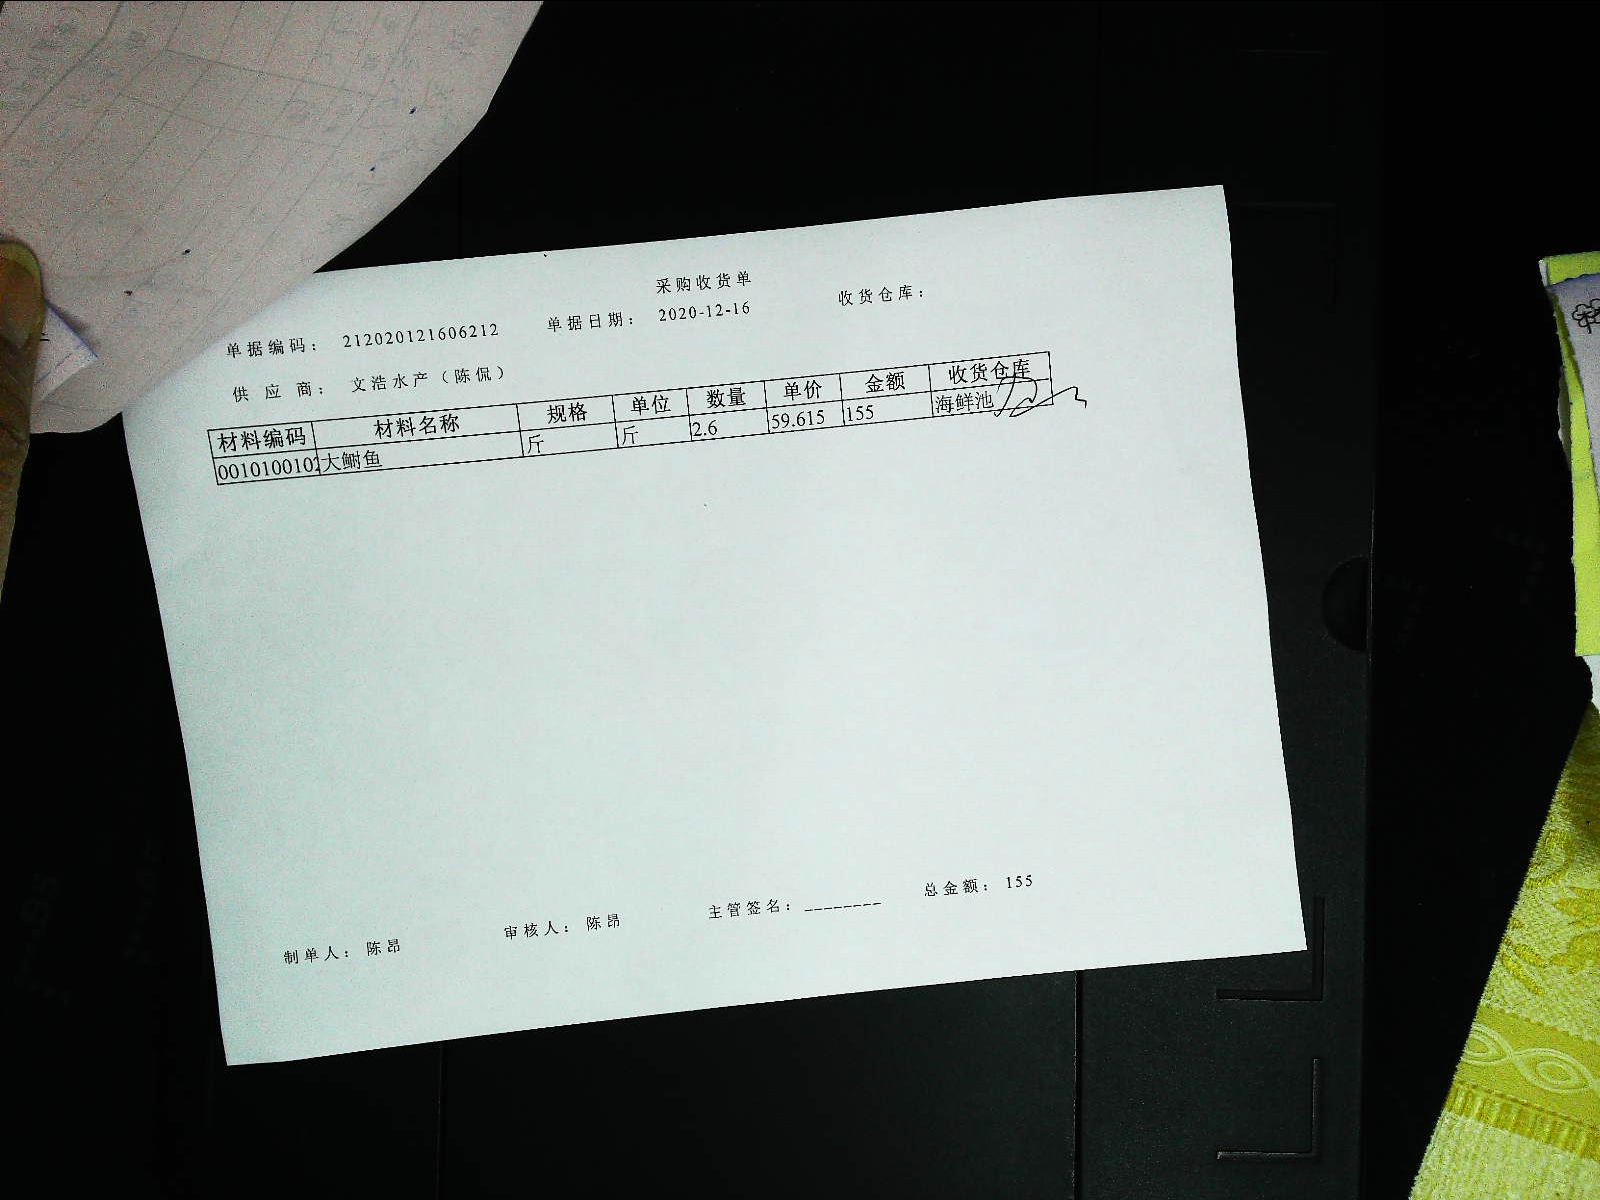 采购收货单
单据编码： 212020121606212 单据日期： 2020-12-16 收货仓库：
供 应 商： 文浩水产（陈侃）
材料编码 材料名称 规格 单位 数量 单价 金额 收货仓库
0010100102 大鲥鱼 斤 斤 2.6 59.615 155 海鲜池
制单人： 陈昂 审核人： 陈昂 主管签名：________ 总金额： 155